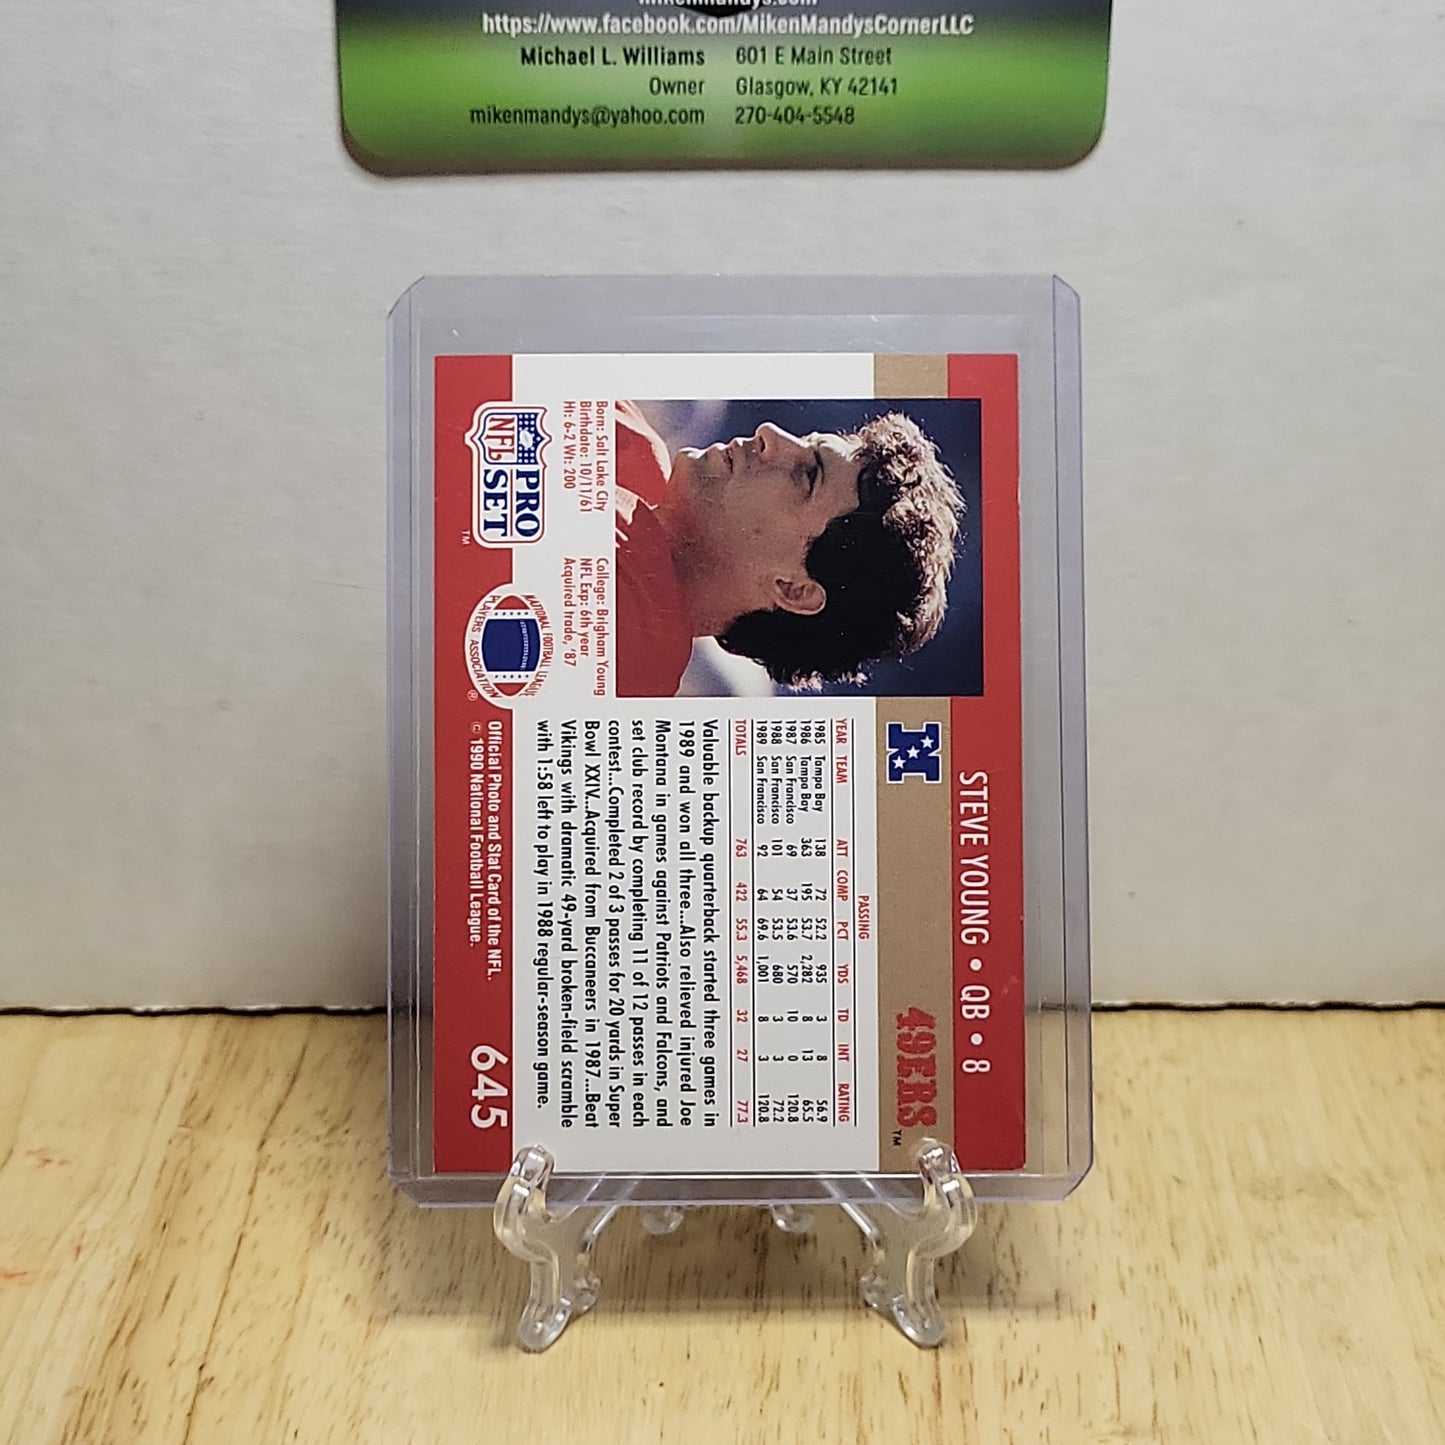 mikenmandys.com
https://www.facebook.com/MikenMandysCornerLLC
Michael L. Williams 601 E Main Street
Owner Glasgow, KY 42141
mikenmandys@yahoo.com 270-404-5548
STEVE YOUNG • QB • 8
N
49ERS™
PASSING
YEAR TEAM ATT COMP PCT YDS TD INT RATING
1985 Tampa Bay 138 72 52.2 935 3 8 56.9
1986 Tampa Bay 363 195 53.7 2,282 8 13 65.5
1987 San Francisco 69 37 53.6 570 10 0 120.8
1988 San Francisco 101 54 53.5 680 3 3 72.2
1989 San Francisco 92 64 69.6 1,001 8 3 120.8
TOTALS 763 422 55.3 5,468 32 27 77.3
Valuable backup quarterback started three games in
1989 and won all three....Also relieved injured Joe
Montana in games against Patriots and Falcons, and
set club record by completing 11 of 12 passes in each
contest...Completed 2 of 3 passes for 20 yards in Super
Bowl XXIV...Acquired from Buccaneers in 1987....Beat
Vikings with dramatic 49-yard broken-field scramble
with 1:58 left to play in 1988 regular-season game.
Born: Salt Lake City
Birthdate: 10/11/61
Ht: 6-2 Wt: 200
College: Brigham Young
NFL Exp: 6th year
Acquired trade, '87
PRO
NFL SET
™
NATIONAL FOOTBALL LEAGUE
PLAYERS ASSOCIATION
®
Official Photo and Stat Card of the NFL.
© 1990 National Football League.
645